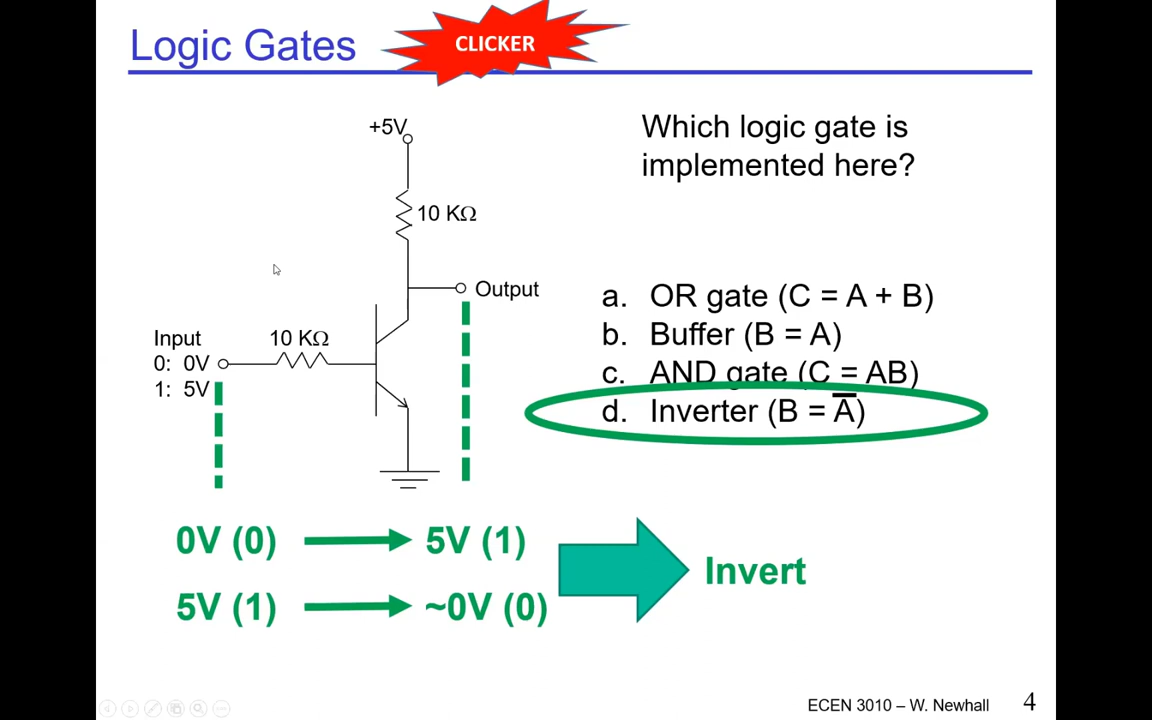 Logic Gates
CLICKER
+5V
10 KΩ
Output
Input
0: 0V
1: 5V
10 KΩ
Which logic gate is
implemented here?
a. OR gate (C = A + B)
b. Buffer (B = A)
c. AND gate (C = AB)
d. Inverter (B = A̅)
0V (0) 5V (1)
5V (1) ~0V (0)
Invert
ECEN 3010 – W. Newhall 4